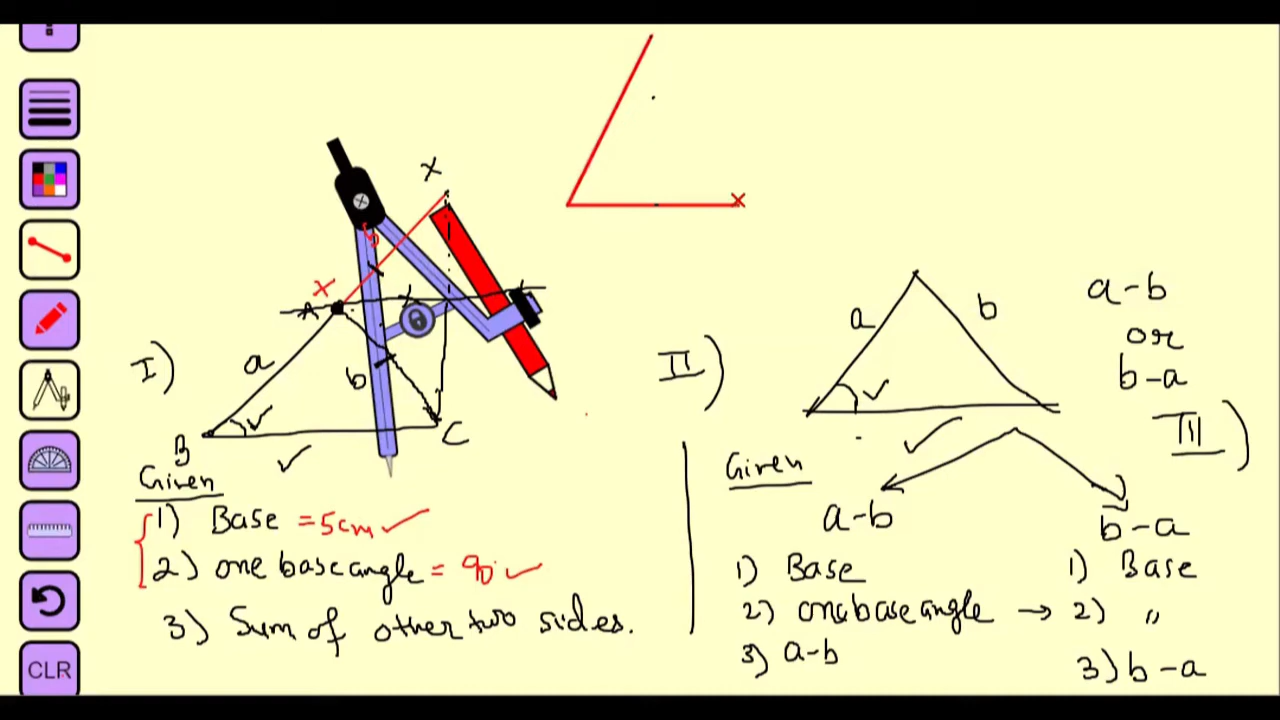 X
X
X
A
I)
a
b
B
C
Given
1) Base = 5cm ✓
2) one base angle = 90° ✓
3) Sum of other two sides.
II)
a
b
a-b
or
b-a
III)
Given
a-b
b-a
1) Base
2) one base angle →
3) a-b
1) Base
2) "
3) b-a
CLR